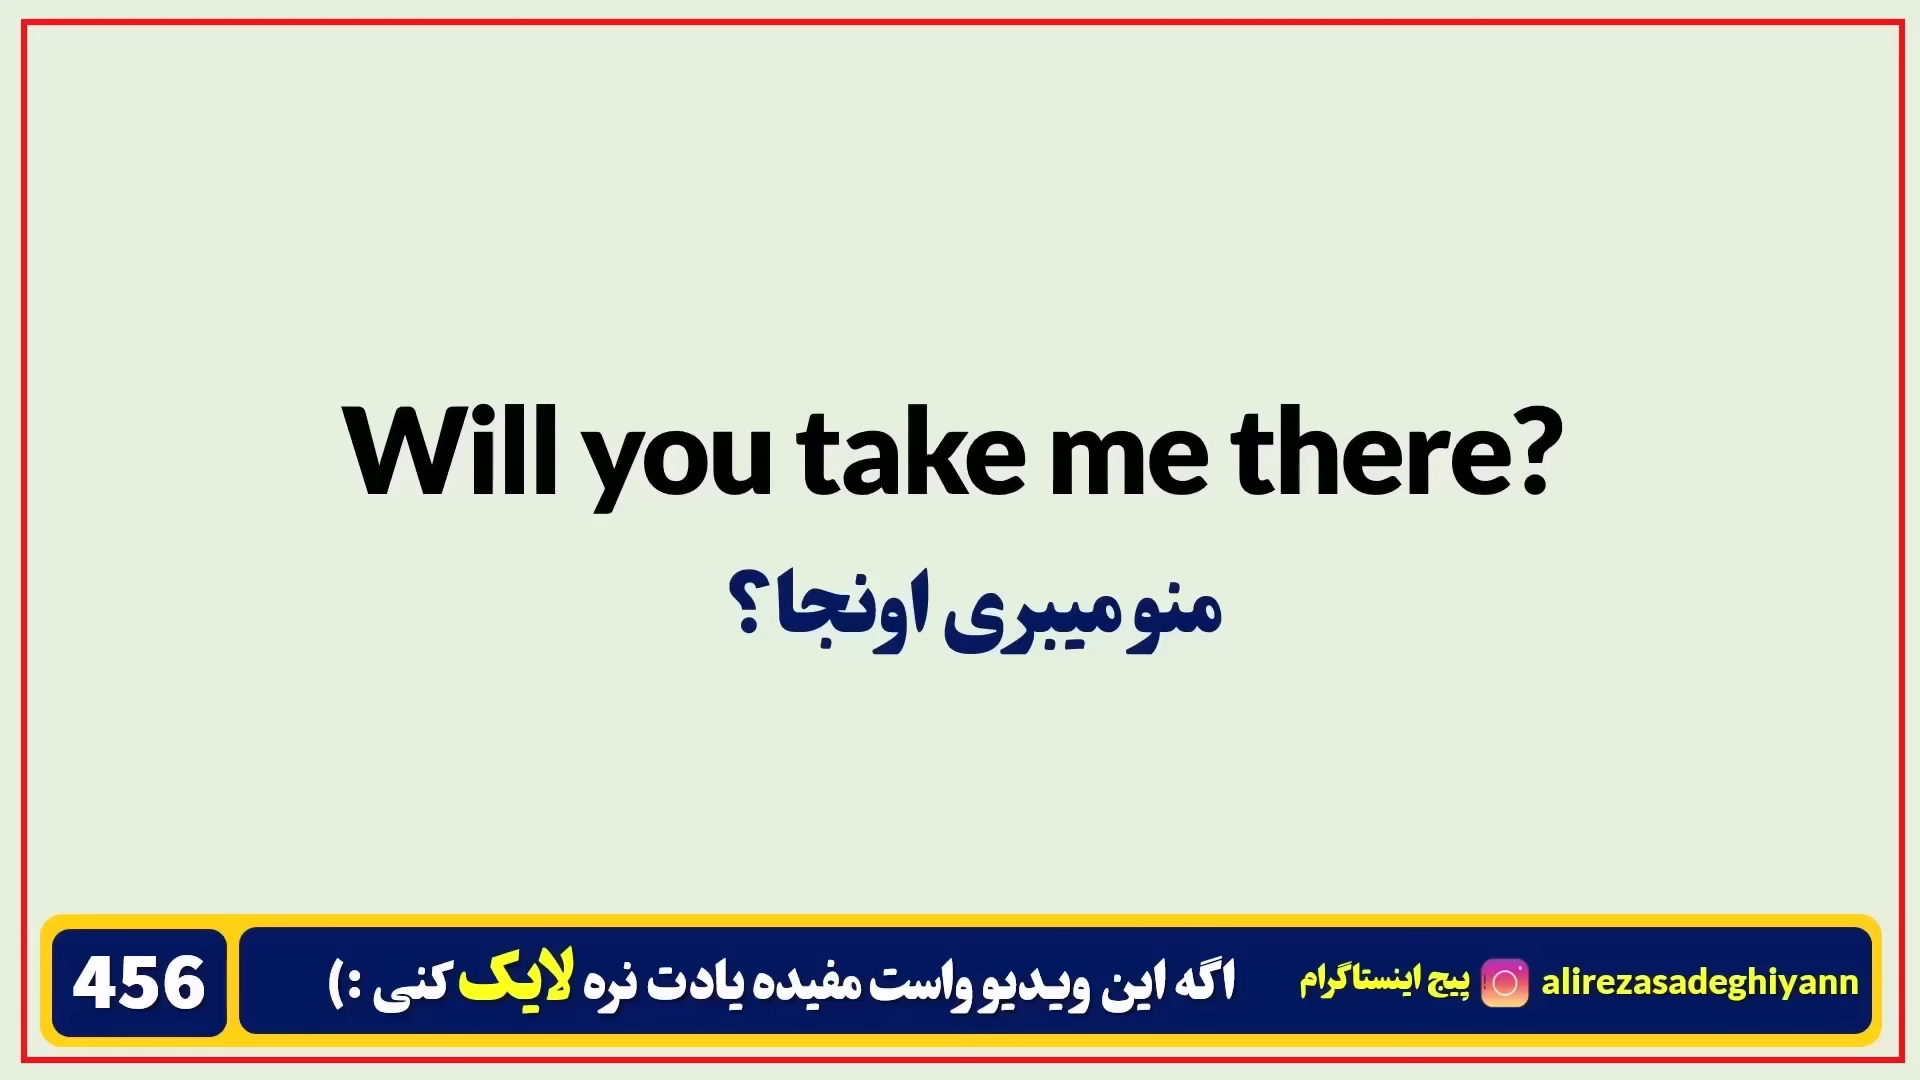 Will you take me there?
منو میبری اونجا؟
456
اگه این ویدیو واست مفیده یادت نره لایک کنی :)
پیج اینستاگرام alirezasadeghiyann